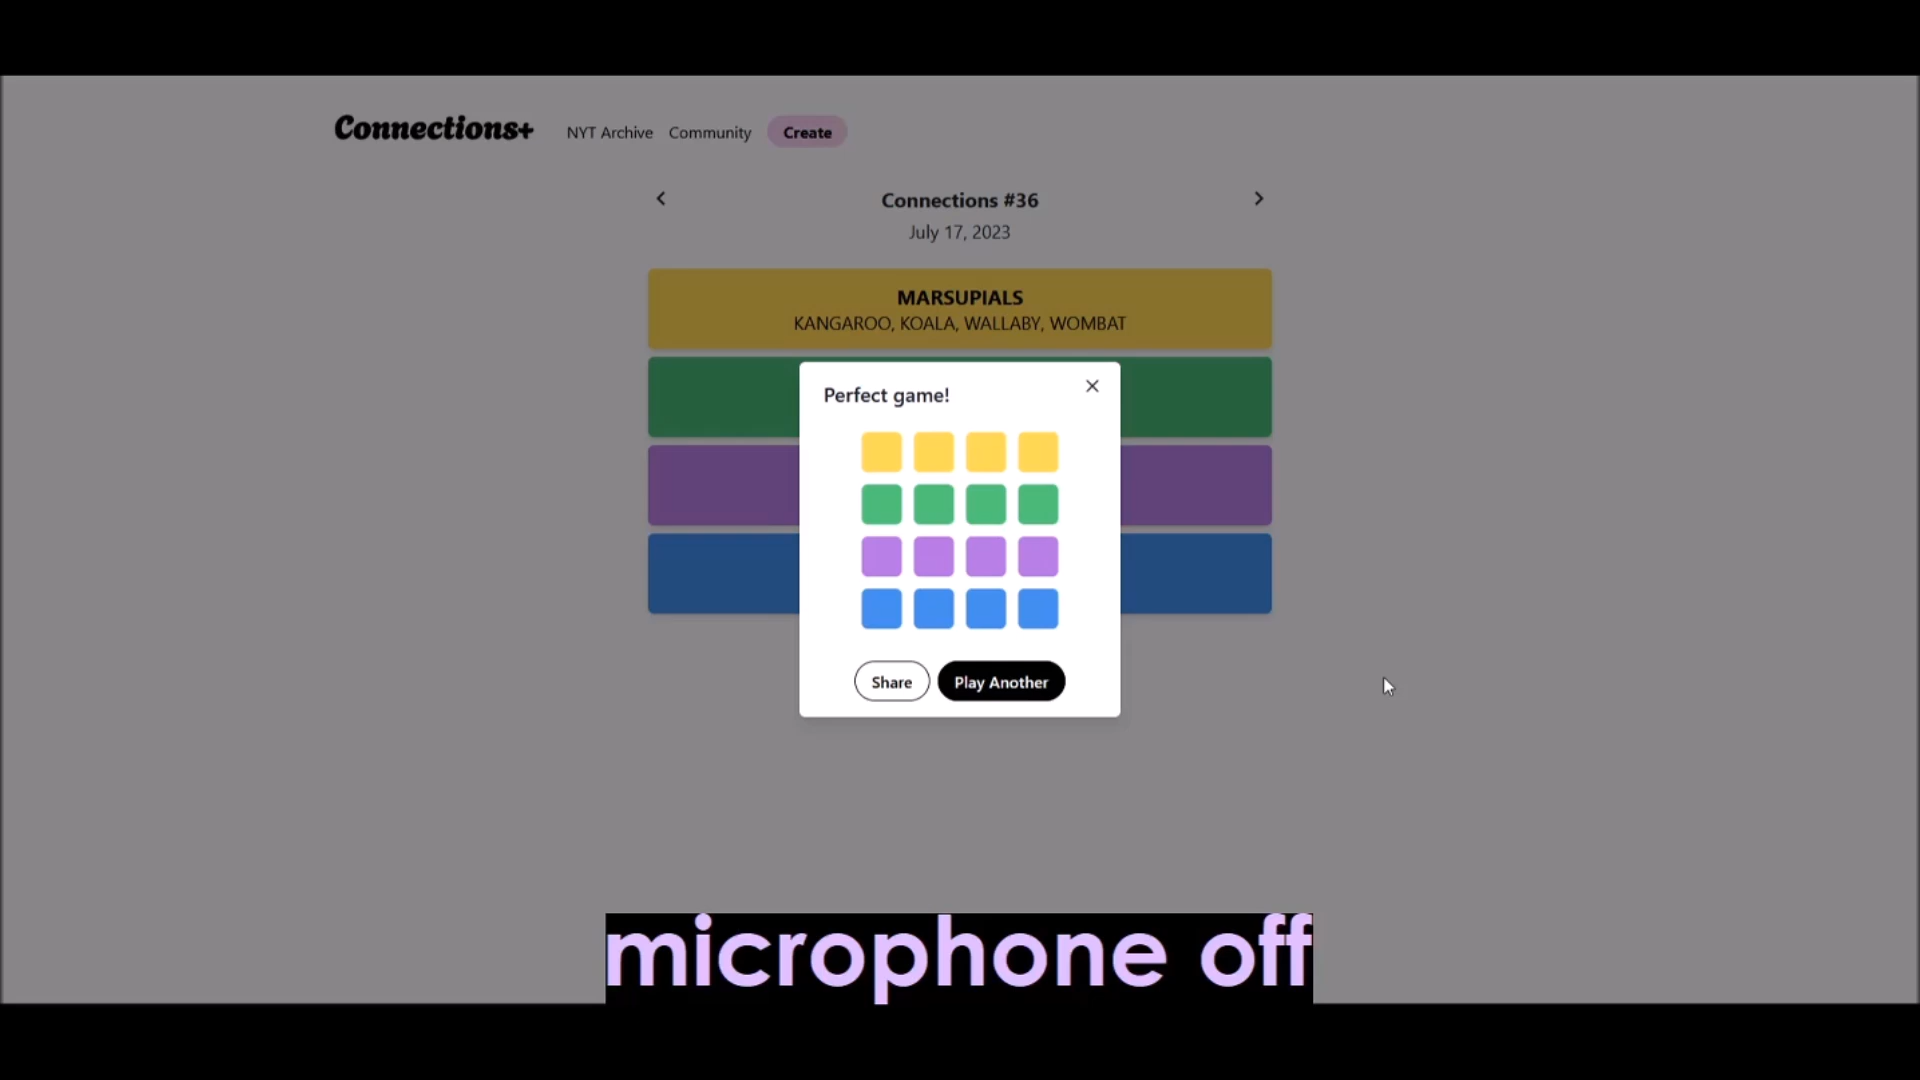 Connections+
NYT Archive Community Create
Connections #36
July 17, 2023
MARSUPIALS
KANGAROO, KOALA, WALLABY, WOMBAT
Perfect game!
Share Play Another
microphone off